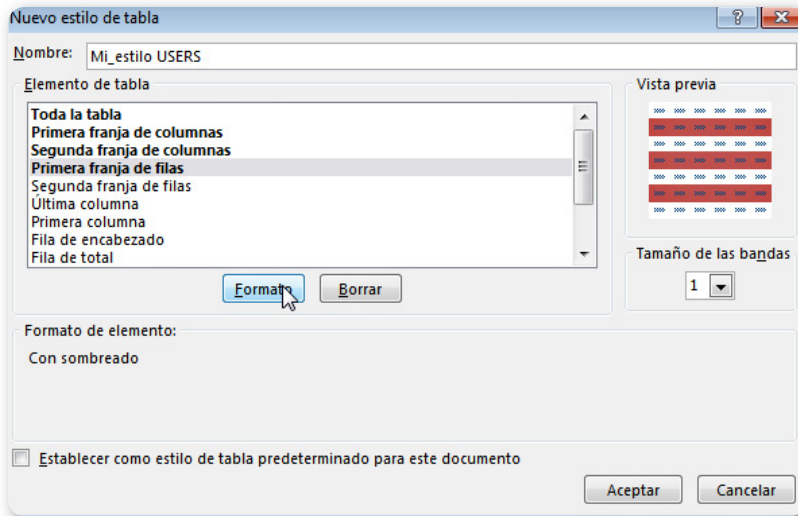 Nuevo estilo de tabla
Nombre: Mi_estilo USERS
Elemento de tabla
Vista previa
Toda la tabla
Primera franja de columnas
Segunda franja de columnas
Primera franja de filas
Segunda franja de filas
Última columna
Primera columna
Fila de encabezado
Fila de total
Tamaño de las bandas
1
Formato Borrar
Formato de elemento:
Con sombreado
Establecer como estilo de tabla predeterminado para este documento
Aceptar Cancelar